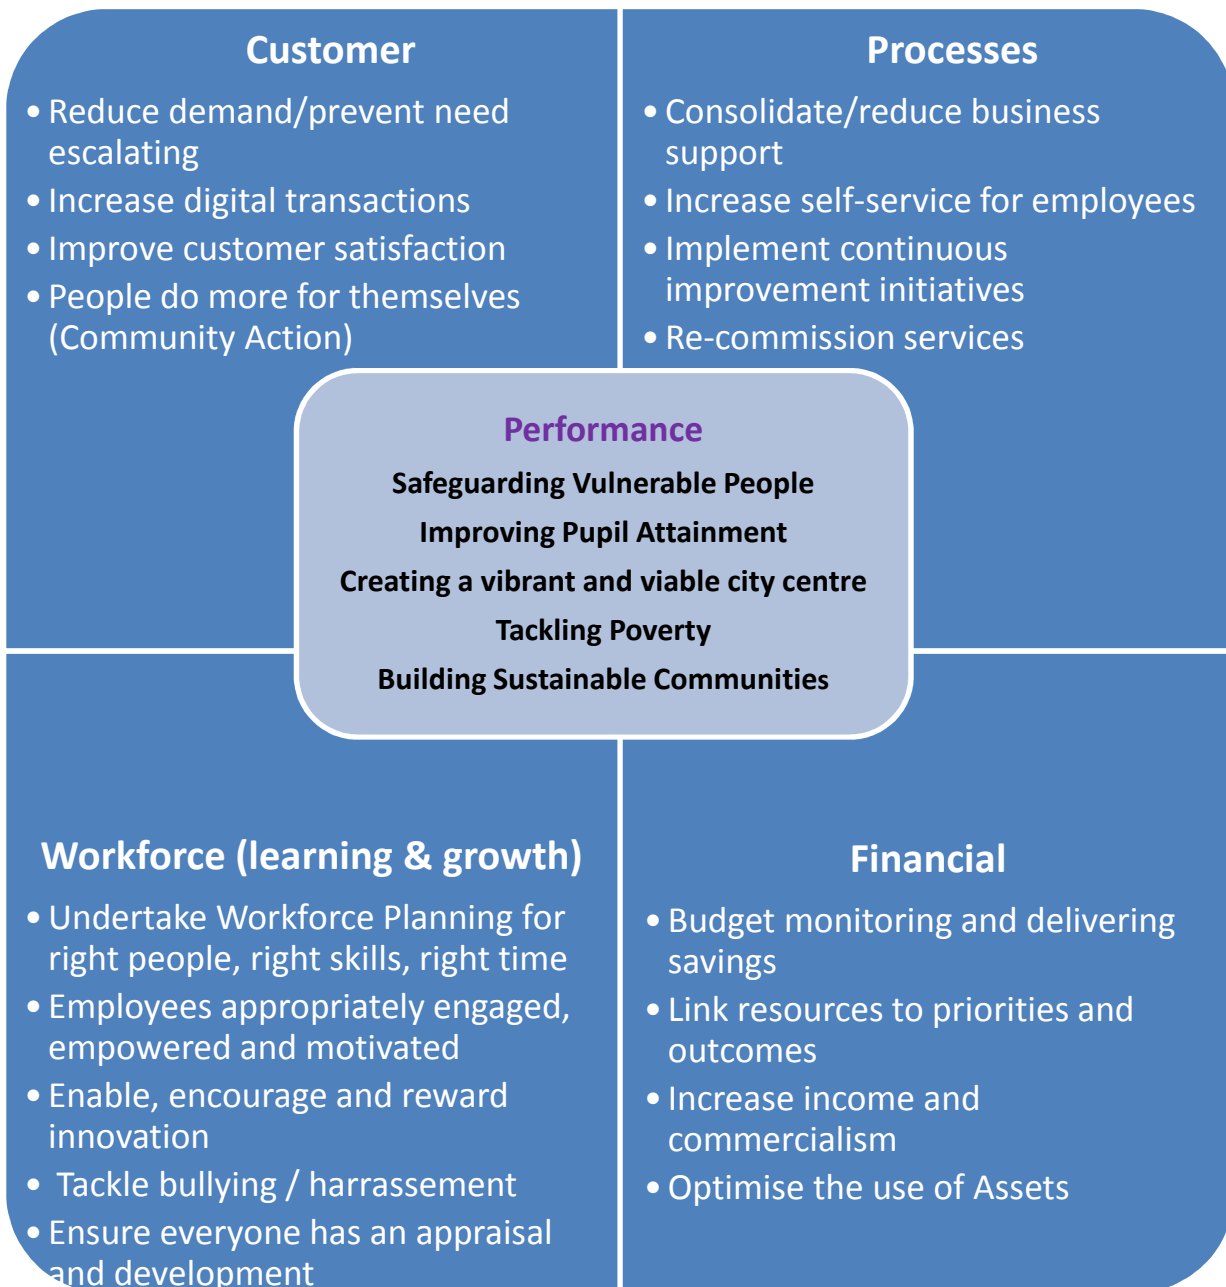 Customer
• Reduce demand/prevent need
escalating
• Increase digital transactions
• Improve customer satisfaction
• People do more for themselves
(Community Action)
Processes
• Consolidate/reduce business
support
• Increase self-service for employees
• Implement continuous
improvement initiatives
• Re-commission services
Performance
Safeguarding Vulnerable People
Improving Pupil Attainment
Creating a vibrant and viable city centre
Tackling Poverty
Building Sustainable Communities
Workforce (learning & growth)
• Undertake Workforce Planning for
right people, right skills, right time
• Employees appropriately engaged,
empowered and motivated
• Enable, encourage and reward
innovation
• Tackle bullying / harrassement
• Ensure everyone has an appraisal
and development
Financial
• Budget monitoring and delivering
savings
• Link resources to priorities and
outcomes
• Increase income and
commercialism
• Optimise the use of Assets